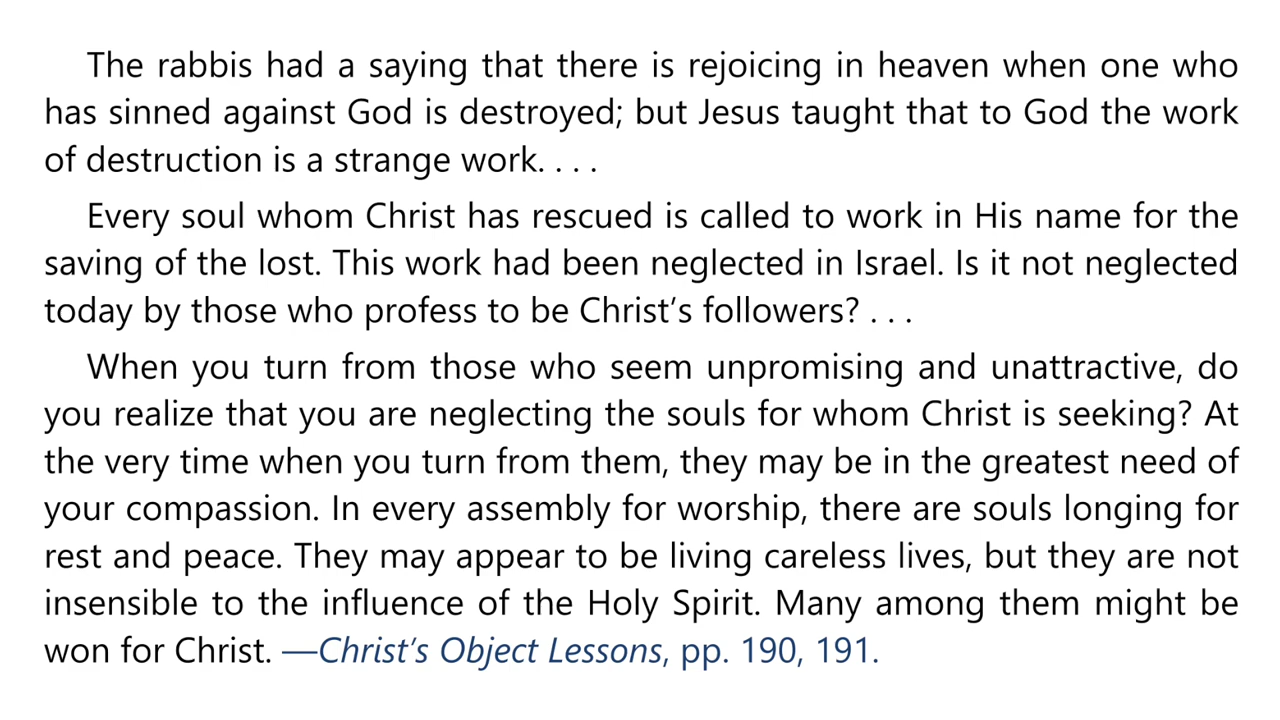 The rabbis had a saying that there is rejoicing in heaven when one who
has sinned against God is destroyed; but Jesus taught that to God the work
of destruction is a strange work. . . .
Every soul whom Christ has rescued is called to work in His name for the
saving of the lost. This work had been neglected in Israel. Is it not neglected
today by those who profess to be Christ’s followers? . . .
When you turn from those who seem unpromising and unattractive, do
you realize that you are neglecting the souls for whom Christ is seeking? At
the very time when you turn from them, they may be in the greatest need of
your compassion. In every assembly for worship, there are souls longing for
rest and peace. They may appear to be living careless lives, but they are not
insensible to the influence of the Holy Spirit. Many among them might be
won for Christ. —Christ’s Object Lessons, pp. 190, 191.